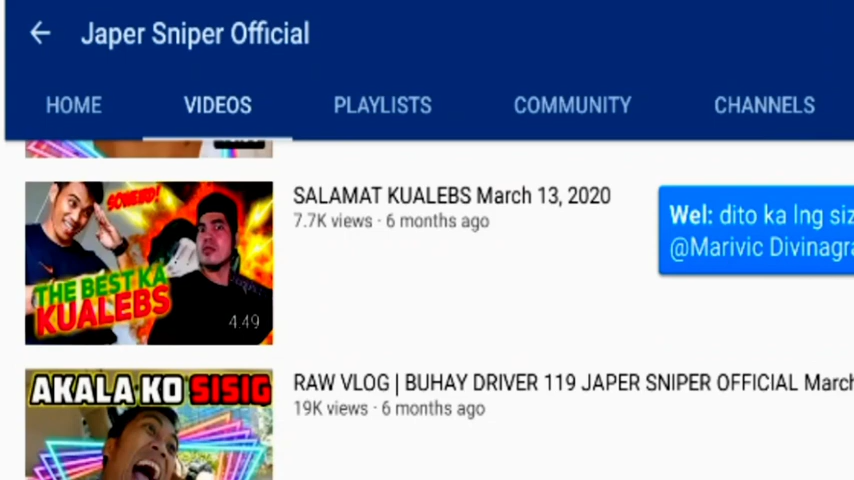 Japer Sniper Official
HOME VIDEOS PLAYLISTS COMMUNITY CHANNELS
SALAMAT KUALEBS March 13, 2020
7.7K views · 6 months ago
THE BEST KA
KUALEBS
4.49
Wel: dito ka lng siz
@Marivic Divinagra
RAW VLOG | BUHAY DRIVER 119 JAPER SNIPER OFFICIAL March
19K views · 6 months ago
AKALA KO SISIG